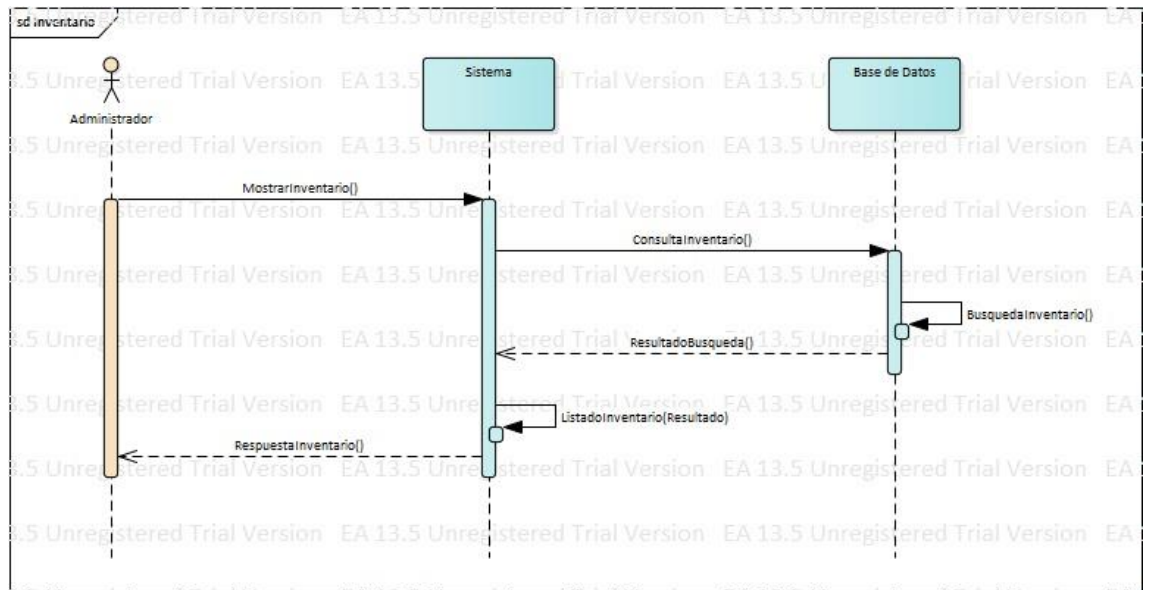 sd Inventario
Sistema
Base de Datos
Administrador
MostrarInventario()
ConsultaInventario()
BusquedaInventario()
ResultadoBusqueda()
ListadoInventario(Resultado)
RespuestaInventario()
EA 13.5 Unregistered Trial Version